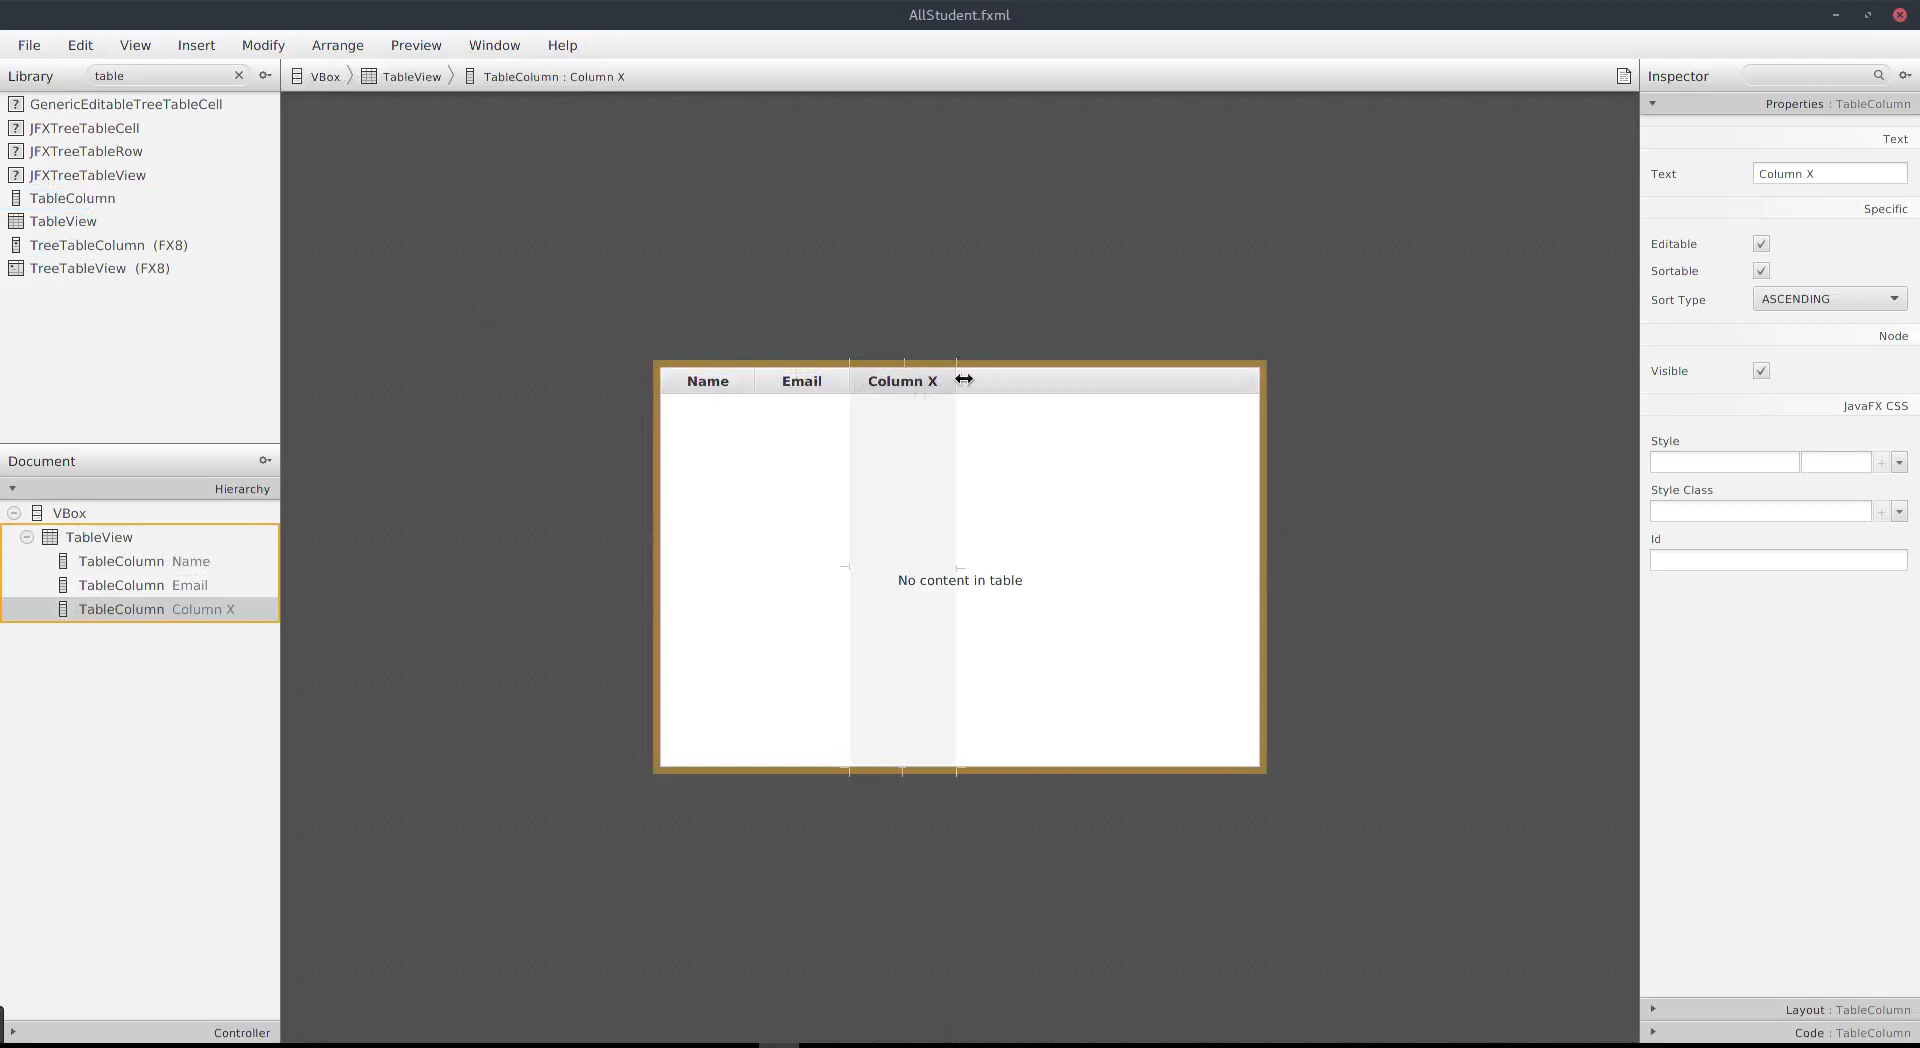 AllStudent.fxml
File Edit View Insert Modify Arrange Preview Window Help
Library table
VBox TableView TableColumn : Column X
Inspector
GenericEditableTreeTableCell
JFXTreeTableCell
JFXTreeTableRow
JFXTreeTableView
TableColumn
TableView
TreeTableColumn (FX8)
TreeTableView (FX8)
Document
Hierarchy
VBox
TableView
TableColumn Name
TableColumn Email
TableColumn Column X
Controller
Name Email Column X
No content in table
Properties : TableColumn
Text
Text Column X
Specific
Editable
Sortable
Sort Type ASCENDING
Node
Visible
JavaFX CSS
Style
Style Class
Id
Layout : TableColumn
Code : TableColumn